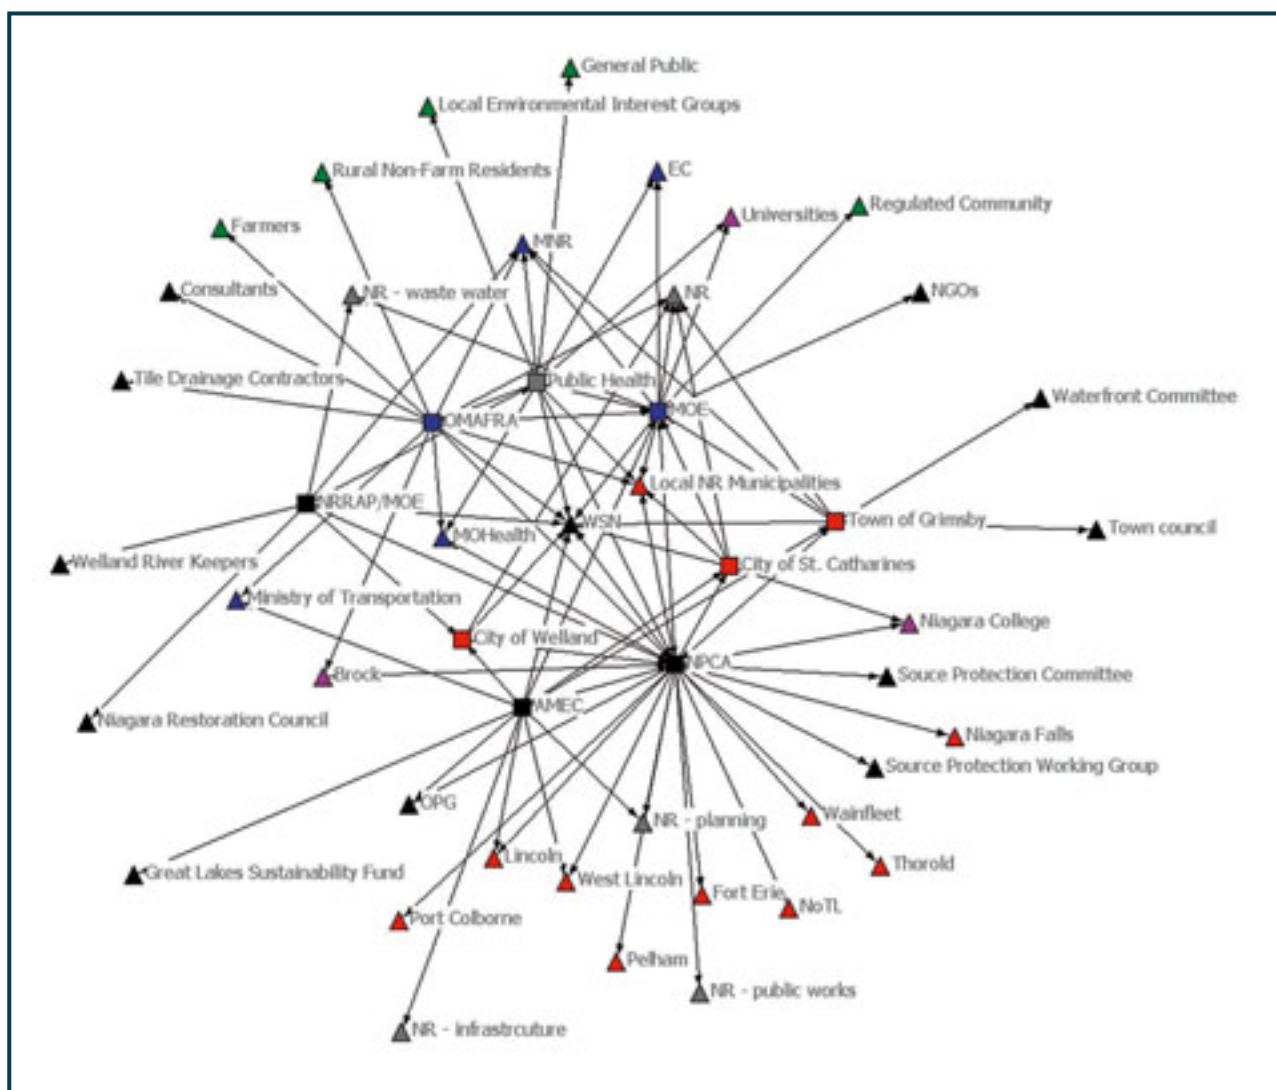 General Public
Local Environmental Interest Groups
Rural Non-Farm Residents
EC
Regulated Community
Universities
Farmers
MNR
Consultants
NR - waste water
NR
NGOs
Tile Drainage Contractors
Public Health
Waterfront Committee
OMAFRA
MOE
Local NR Municipalities
NRRAP/MOE
WSN
Town of Grimsby
Town council
MOHealth
Welland River Keepers
City of St. Catharines
Ministry of Transportation
Niagara College
City of Welland
NPCA
Brock
Souce Protection Committee
AMEC
Niagara Restoration Council
Niagara Falls
Source Protection Working Group
OPG
Wainfleet
NR - planning
Lincoln
Thorold
Great Lakes Sustainability Fund
West Lincoln
Fort Erie
NoTL
Port Colborne
Pelham
NR - public works
NR - infrastrcuture